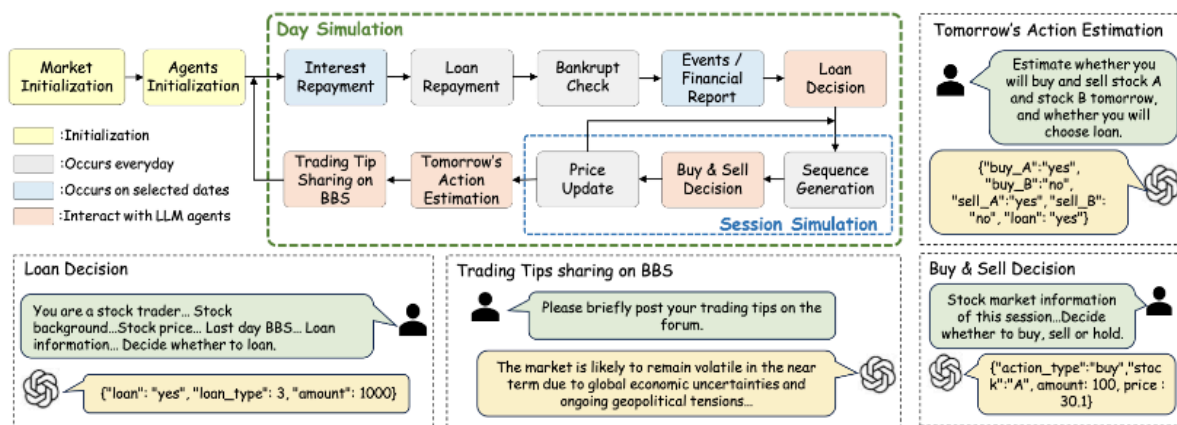 Day Simulation
Market
Initialization
Agents
Initialization
Interest
Repayment
Loan
Repayment
Bankrupt
Check
Events /
Financial
Report
Loan
Decision
:Initialization
:Occurs everyday
:Occurs on selected dates
:Interact with LLM agents
Trading Tip
Sharing on
BBS
Tomorrow's
Action
Estimation
Price
Update
Buy & Sell
Decision
Sequence
Generation
Session Simulation
Tomorrow's Action Estimation
Estimate whether you
will buy and sell stock A
and stock B tomorrow,
and whether you will
choose loan.
{"buy_A":"yes",
"buy_B":"no",
"sell_A":"yes", "sell_B":
"no", "loan": "yes"}
Loan Decision
You are a stock trader... Stock
background...Stock price... Last day BBS... Loan
information... Decide whether to loan.
{"loan": "yes", "loan_type": 3, "amount": 1000}
Trading Tips sharing on BBS
Please briefly post your trading tips on the
forum.
The market is likely to remain volatile in the near
term due to global economic uncertainties and
ongoing geopolitical tensions...
Buy & Sell Decision
Stock market information
of this session...Decide
whether to buy, sell or hold.
{"action_type":"buy","stoc
k":"A", amount: 100, price :
30.1}